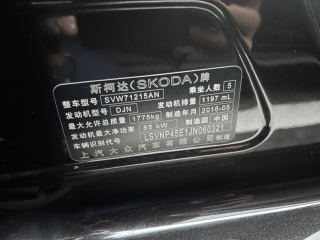 斯柯达(SKODA)牌
整车型号 SVW71215AN 乘坐人数 5
发动机型号 DJN 发动机排量 1197 mL
最大允许总质量 1775kg 制造年月 2018-05
发动机最大净功率 85 kW 制造国 中国
车辆识别代号 LSVNP45E1JN060321
上汽大众汽车有限公司制造